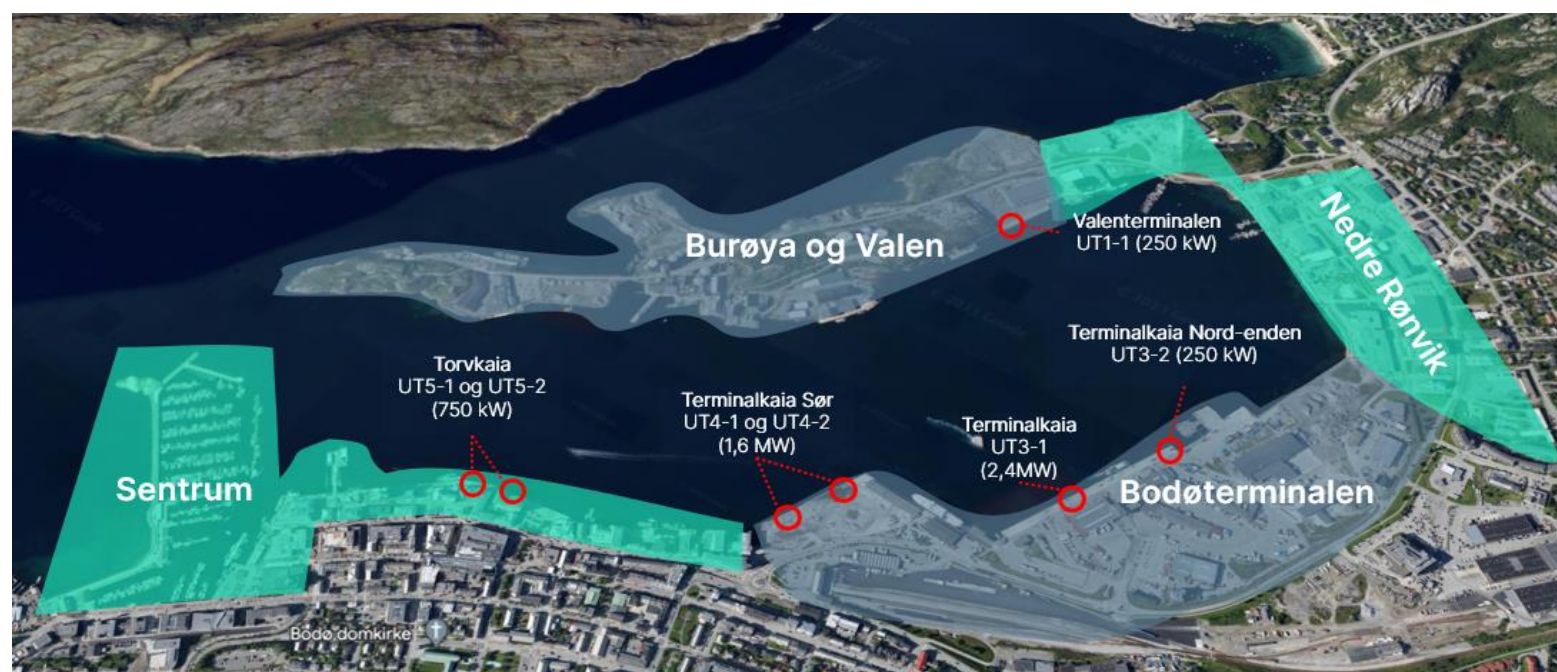 Burøya og Valen
Valenterminalen
UT1-1 (250 kW)
Nedre Rønvik
Terminalkaia Nord-enden
UT3-2 (250 kW)
Torvkaia
UT5-1 og UT5-2
(750 kW)
Terminalkaia Sør
UT4-1 og UT4-2
(1,6 MW)
Terminalkaia
UT3-1
(2,4MW)
Sentrum
Bodøterminalen
Bodø domkirke